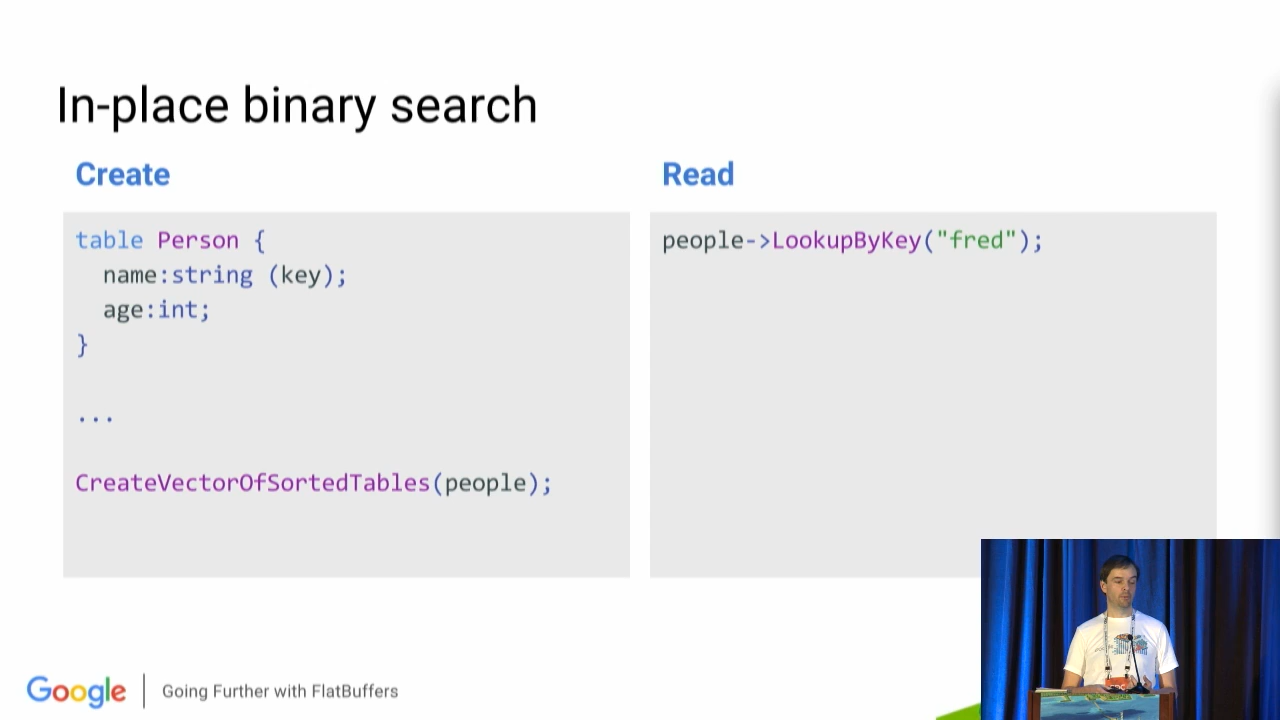 In-place binary search
Create
table Person {
  name:string (key);
  age:int;
}
...
CreateVectorOfSortedTables(people);
Read
people->LookupByKey("fred");
Google
Going Further with FlatBuffers